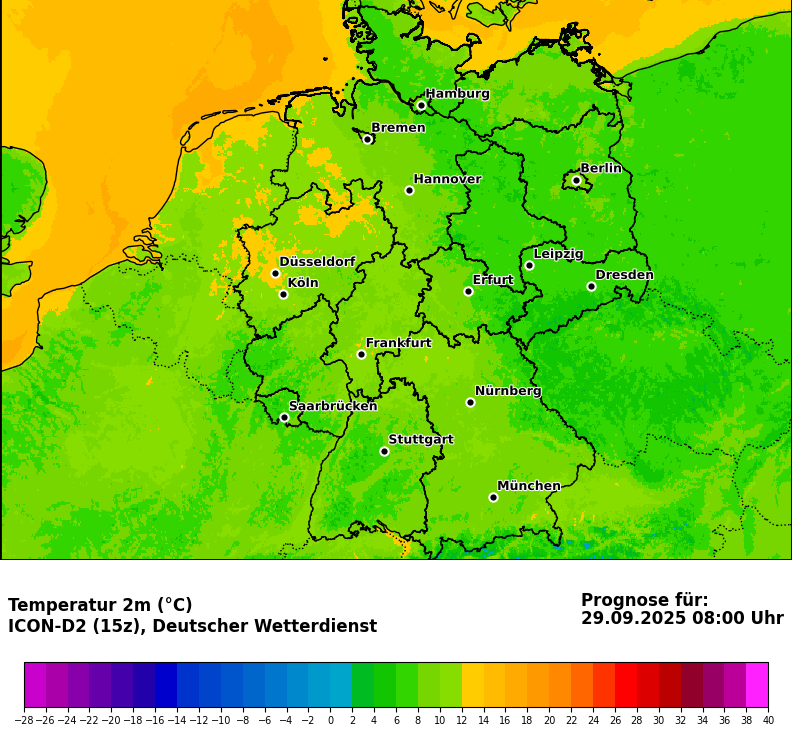 Hamburg
Bremen
Berlin
Hannover
Leipzig
Düsseldorf
Dresden
Köln
Erfurt
Frankfurt
Nürnberg
Saarbrücken
Stuttgart
München
Temperatur 2m (°C)
ICON-D2 (15z), Deutscher Wetterdienst
Prognose für:
29.09.2025 08:00 Uhr
−28 −26 −24 −22 −20 −18 −16 −14 −12 −10 −8 −6 −4 −2 0 2 4 6 8 10 12 14 16 18 20 22 24 26 28 30 32 34 36 38 40